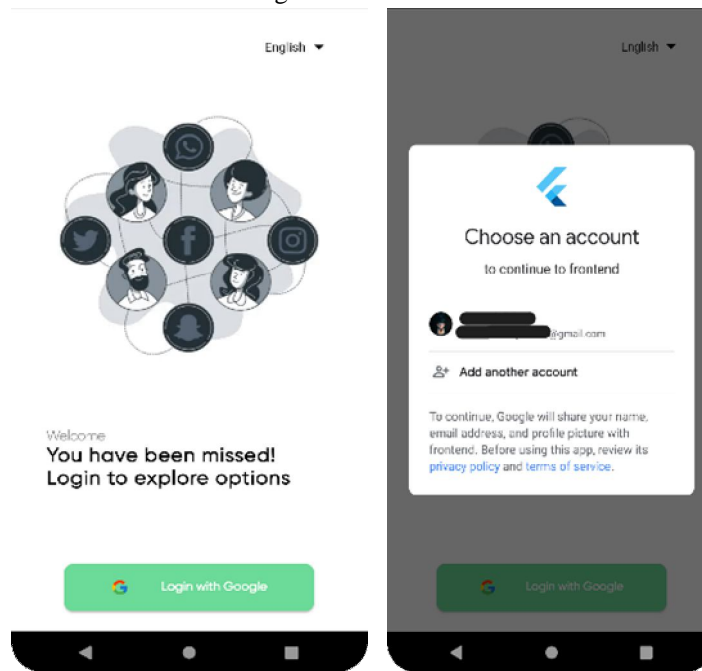 English
Welcome
You have been missed!
Login to explore options
Login with Google
English
Choose an account
to continue to frontend
@gmail.com
Add another account
To continue, Google will share your name,
email address, and profile picture with
frontend. Before using this app, review its
privacy policy and terms of service.
Login with Google